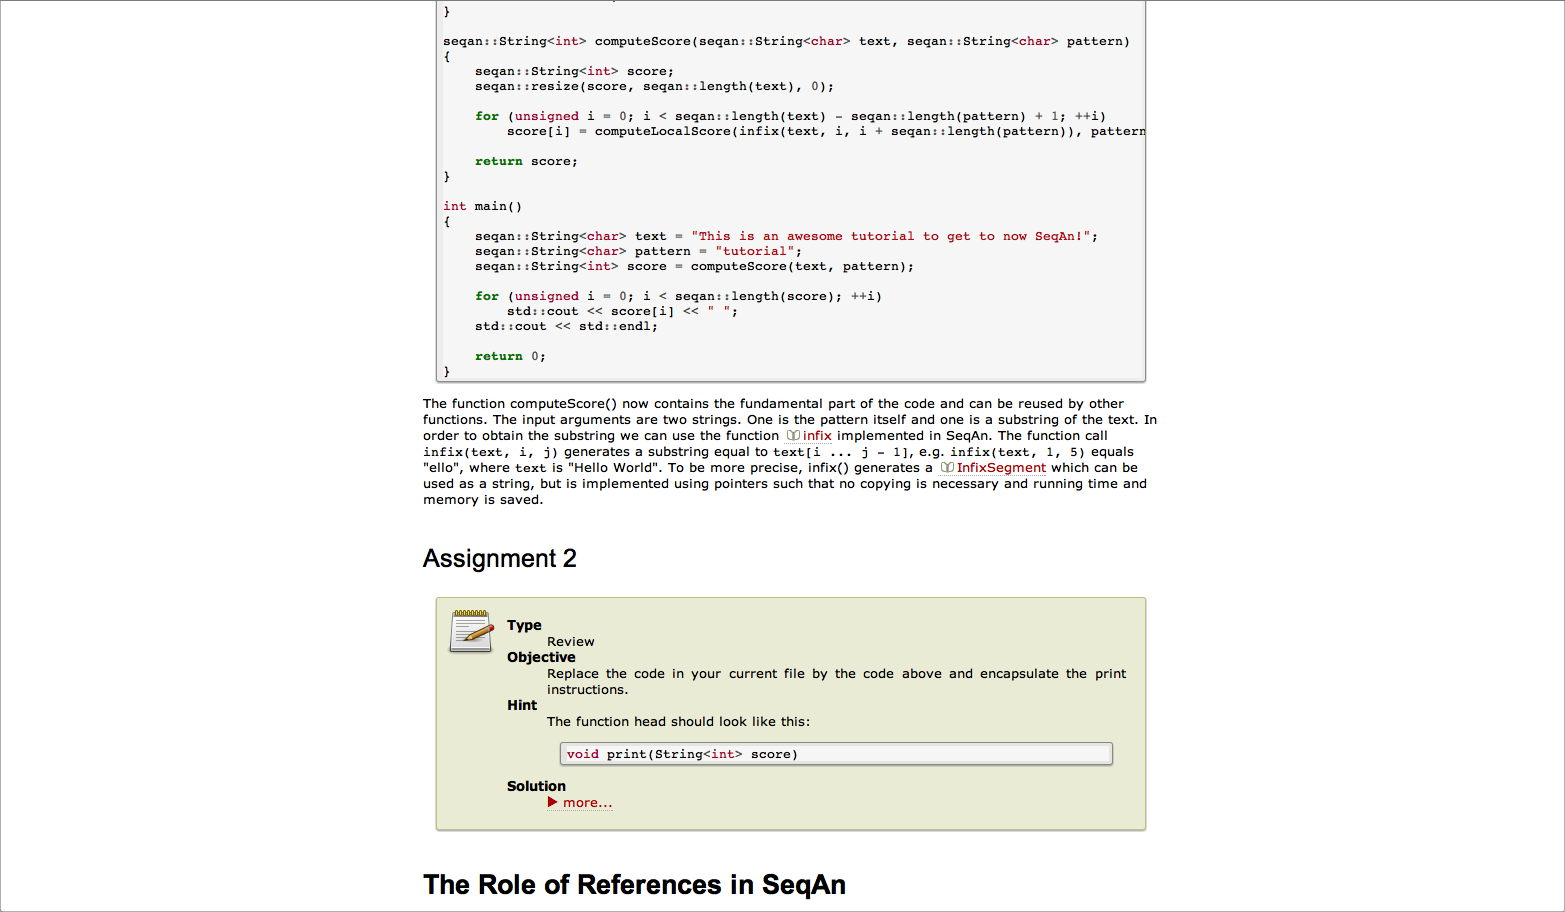 }
seqan::String<int> computeScore(seqan::String<char> text, seqan::String<char> pattern)
{
    seqan::String<int> score;
    seqan::resize(score, seqan::length(text), 0);
    for (unsigned i = 0; i < seqan::length(text) - seqan::length(pattern) + 1; ++i)
        score[i] = computeLocalScore(infix(text, i, i + seqan::length(pattern)), pattern
    return score;
}
int main()
{
    seqan::String<char> text = "This is an awesome tutorial to get to now SeqAn!";
    seqan::String<char> pattern = "tutorial";
    seqan::String<int> score = computeScore(text, pattern);
    for (unsigned i = 0; i < seqan::length(score); ++i)
        std::cout << score[i] << " ";
    std::cout << std::endl;
    return 0;
}
The function computeScore() now contains the fundamental part of the code and can be reused by other
functions. The input arguments are two strings. One is the pattern itself and one is a substring of the text. In
order to obtain the substring we can use the function infix implemented in SeqAn. The function call
infix(text, i, j) generates a substring equal to text[i ... j - 1], e.g. infix(text, 1, 5) equals
"ello", where text is "Hello World". To be more precise, infix() generates a InfixSegment which can be
used as a string, but is implemented using pointers such that no copying is necessary and running time and
memory is saved.
Assignment 2
Type
Review
Objective
Replace the code in your current file by the code above and encapsulate the print
instructions.
Hint
The function head should look like this:
void print(String<int> score)
Solution
more...
The Role of References in SeqAn